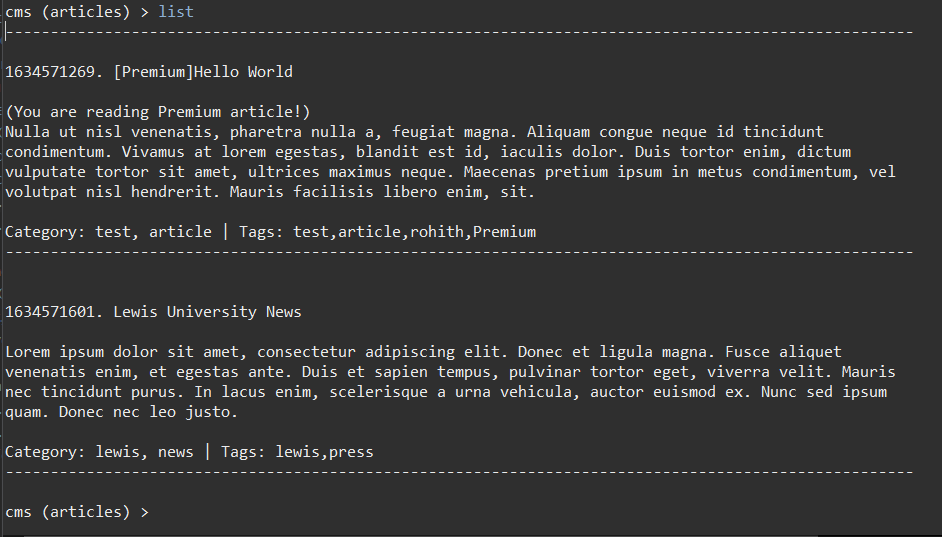 cms (articles) > list
-----------------------------------------------------------------------------------------------------
1634571269. [Premium]Hello World
(You are reading Premium article!)
Nulla ut nisl venenatis, pharetra nulla a, feugiat magna. Aliquam congue neque id tincidunt
condimentum. Vivamus at lorem egestas, blandit est id, iaculis dolor. Duis tortor enim, dictum
vulputate tortor sit amet, ultrices maximus neque. Maecenas pretium ipsum in metus condimentum, vel
volutpat nisl hendrerit. Mauris facilisis libero enim, sit.
Category: test, article | Tags: test,article,rohith,Premium
-----------------------------------------------------------------------------------------------------
1634571601. Lewis University News
Lorem ipsum dolor sit amet, consectetur adipiscing elit. Donec et ligula magna. Fusce aliquet
venenatis enim, et egestas ante. Duis et sapien tempus, pulvinar tortor eget, viverra velit. Mauris
nec tincidunt purus. In lacus enim, scelerisque a urna vehicula, auctor euismod ex. Nunc sed ipsum
quam. Donec nec leo justo.
Category: lewis, news | Tags: lewis,press
-----------------------------------------------------------------------------------------------------
cms (articles) >